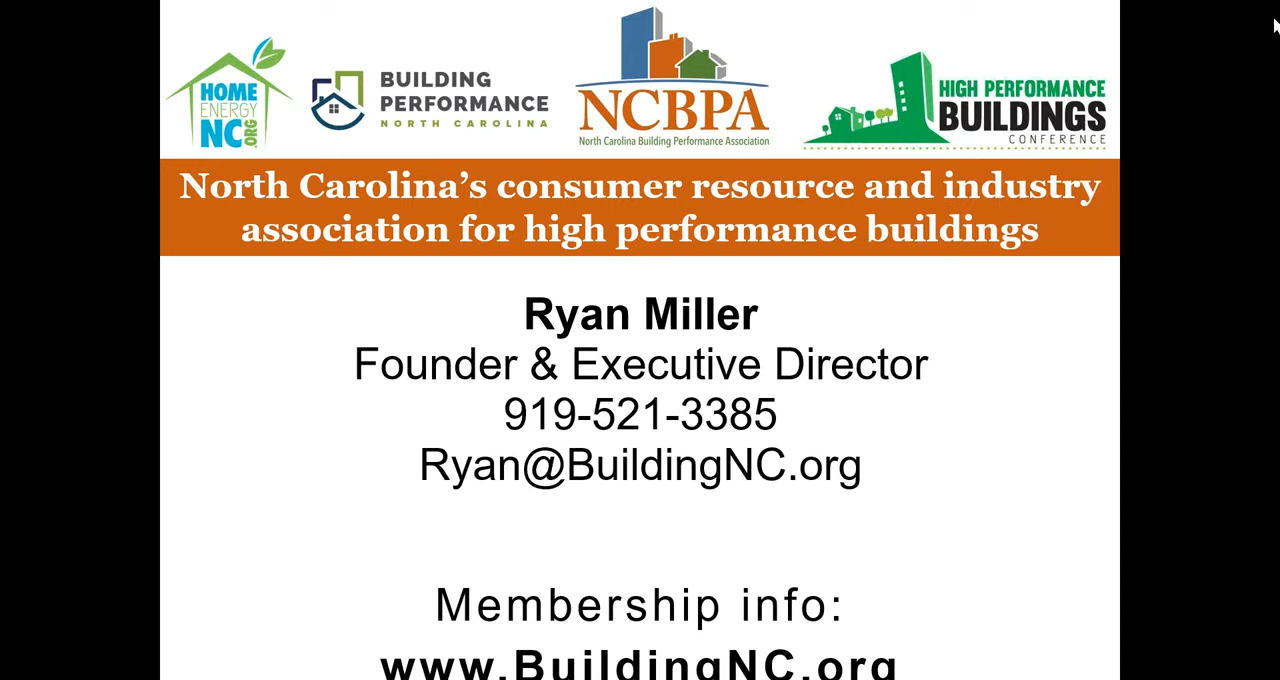 HOME
ENERGY
NC
.ORG
BUILDING
PERFORMANCE
NORTH CAROLINA
NCBPA
North Carolina Building Performance Association
HIGH PERFORMANCE
BUILDINGS
CONFERENCE
North Carolina’s consumer resource and industry
association for high performance buildings
Ryan Miller
Founder & Executive Director
919-521-3385
Ryan@BuildingNC.org
Membership info:
www.BuildingNC.org